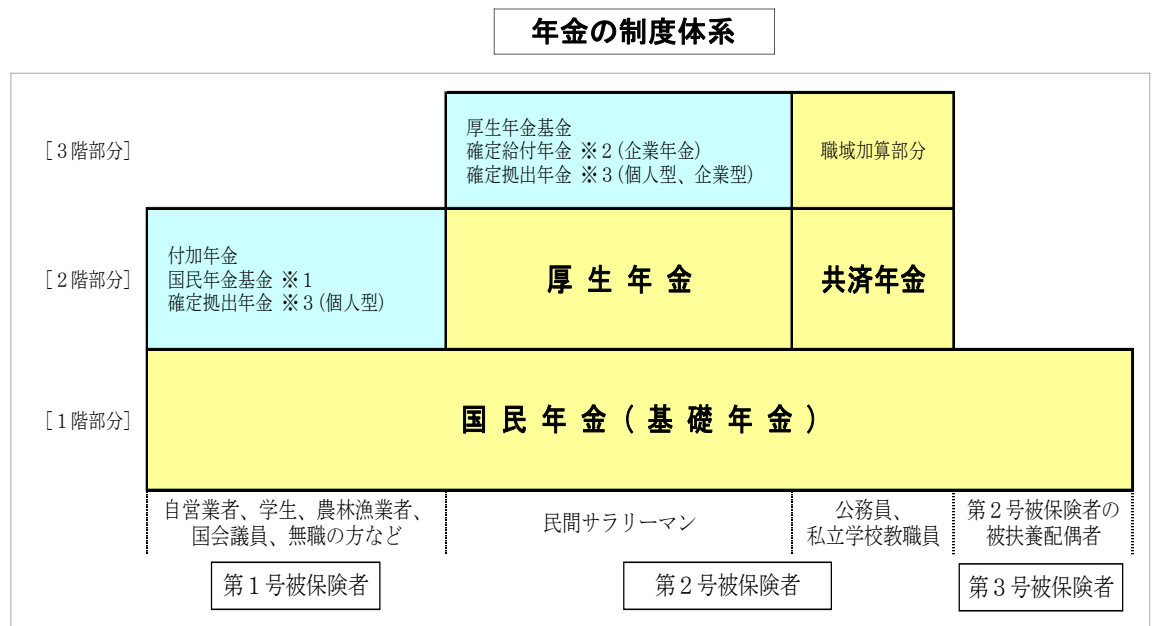 年金の制度体系
[3階部分]
厚生年金基金
確定給付年金 ※2(企業年金)
確定拠出年金 ※3(個人型、企業型)
職域加算部分
[2階部分]
付加年金
国民年金基金 ※1
確定拠出年金 ※3(個人型)
厚生年金
共済年金
[1階部分]
国民年金(基礎年金)
自営業者、学生、農林漁業者、
国会議員、無職の方など
民間サラリーマン
公務員、
私立学校教職員
第2号被保険者の
被扶養配偶者
第1号被保険者
第2号被保険者
第3号被保険者